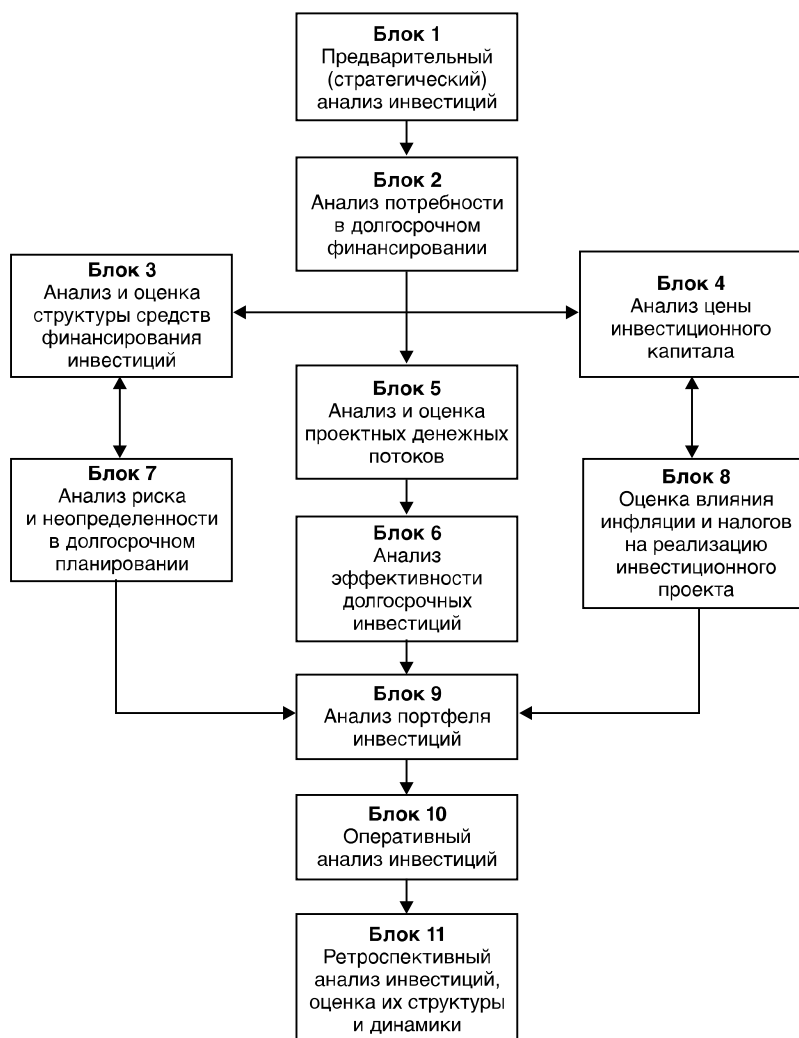 Блок 1
Предварительный
(стратегический)
анализ инвестиций
Блок 2
Анализ потребности
в долгосрочном
финансировании
Блок 3
Анализ и оценка
структуры средств
финансирования
инвестиций
Блок 4
Анализ цены
инвестиционного
капитала
Блок 5
Анализ и оценка
проектных денежных
потоков
Блок 7
Анализ риска
и неопределенности
в долгосрочном
планировании
Блок 6
Анализ
эффективности
долгосрочных
инвестиций
Блок 8
Оценка влияния
инфляции и налогов
на реализацию
инвестиционного
проекта
Блок 9
Анализ портфеля
инвестиций
Блок 10
Оперативный
анализ инвестиций
Блок 11
Ретроспективный
анализ инвестиций,
оценка их структуры
и динамики